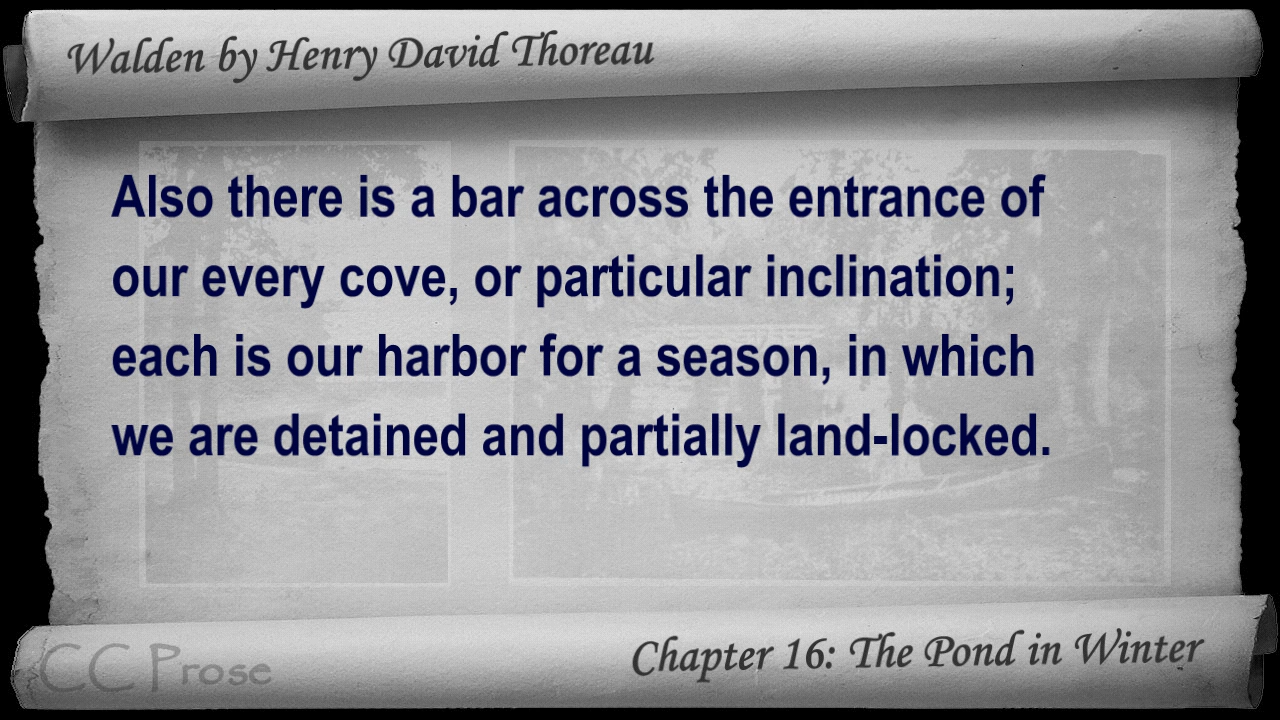 Walden by Henry David Thoreau
Also there is a bar across the entrance of
our every cove, or particular inclination;
each is our harbor for a season, in which
we are detained and partially land-locked.
CC Prose
Chapter 16: The Pond in Winter